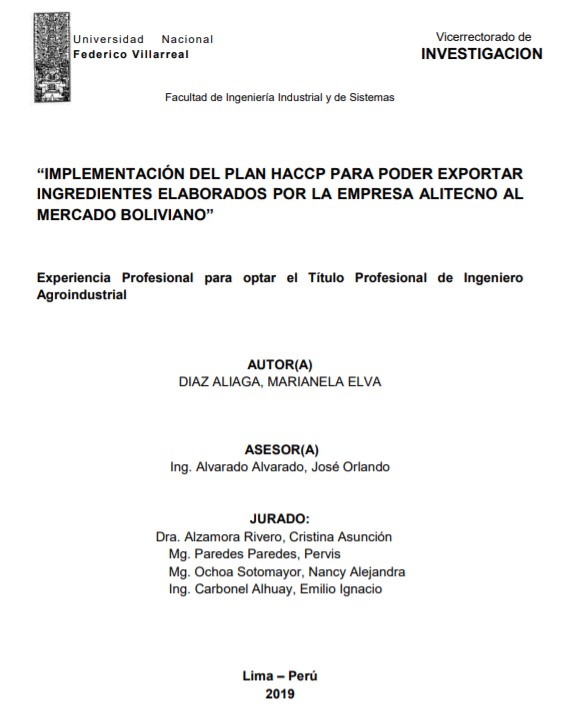 Universidad Nacional
Federico Villarreal
Vicerrectorado de
INVESTIGACION
Facultad de Ingeniería Industrial y de Sistemas
“IMPLEMENTACIÓN DEL PLAN HACCP PARA PODER EXPORTAR
INGREDIENTES ELABORADOS POR LA EMPRESA ALITECNO AL
MERCADO BOLIVIANO”
Experiencia Profesional para optar el Título Profesional de Ingeniero
Agroindustrial
AUTOR(A)
DIAZ ALIAGA, MARIANELA ELVA
ASESOR(A)
Ing. Alvarado Alvarado, José Orlando
JURADO:
Dra. Alzamora Rivero, Cristina Asunción
Mg. Paredes Paredes, Pervis
Mg. Ochoa Sotomayor, Nancy Alejandra
Ing. Carbonel Alhuay, Emilio Ignacio
Lima – Perú
2019